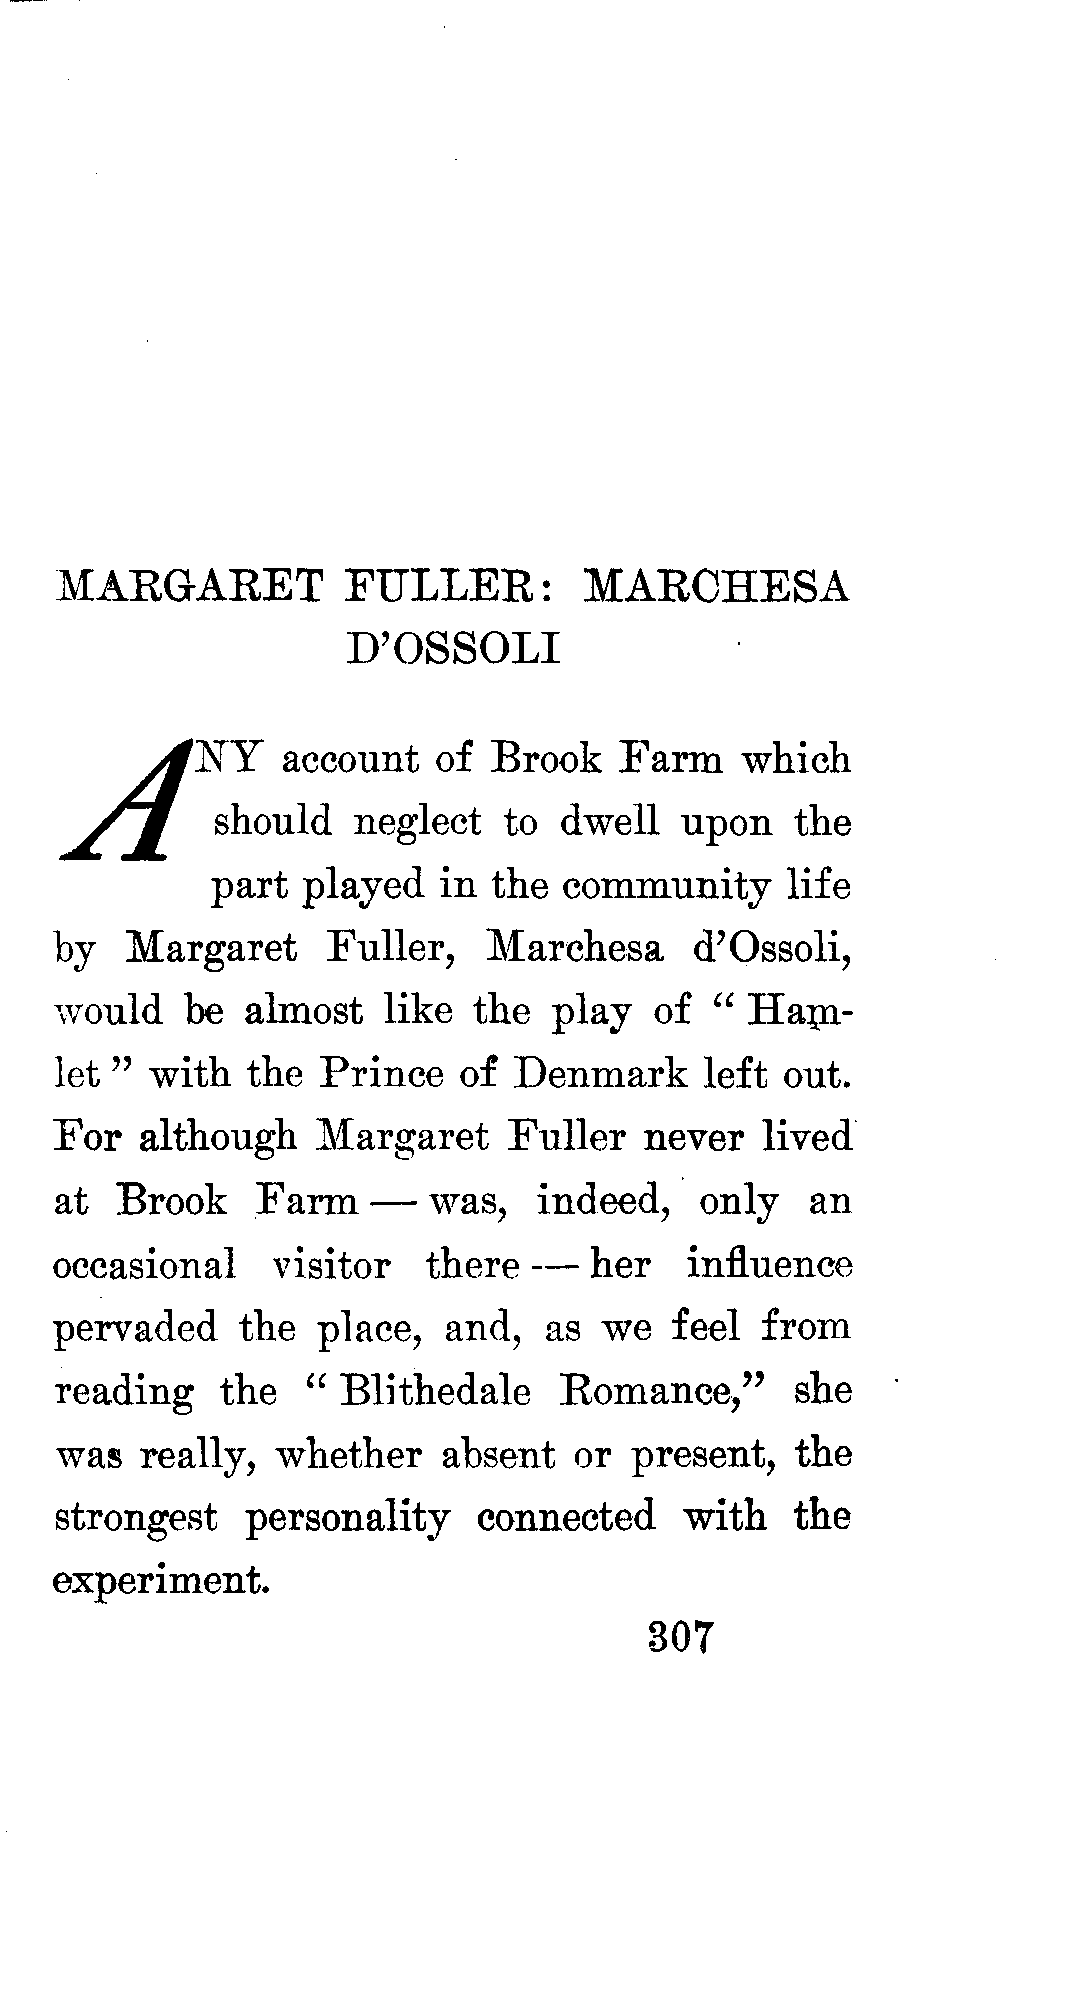 MARGARET FULLER: MARCHESA
D'OSSOLI
ANY account of Brook Farm which
should neglect to dwell upon the
part played in the community life
by Margaret Fuller, Marchesa d'Ossoli,
would be almost like the play of " Ham-
let " with the Prince of Denmark left out.
For although Margaret Fuller never lived
at Brook Farm — was, indeed, only an
occasional visitor there — her influence
pervaded the place, and, as we feel from
reading the " Blithedale Romance," she
was really, whether absent or present, the
strongest personality connected with the
experiment.
307